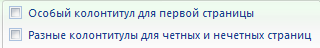 Особый колонтитул для первой страницы
Разные колонтитулы для четных и нечетных страниц